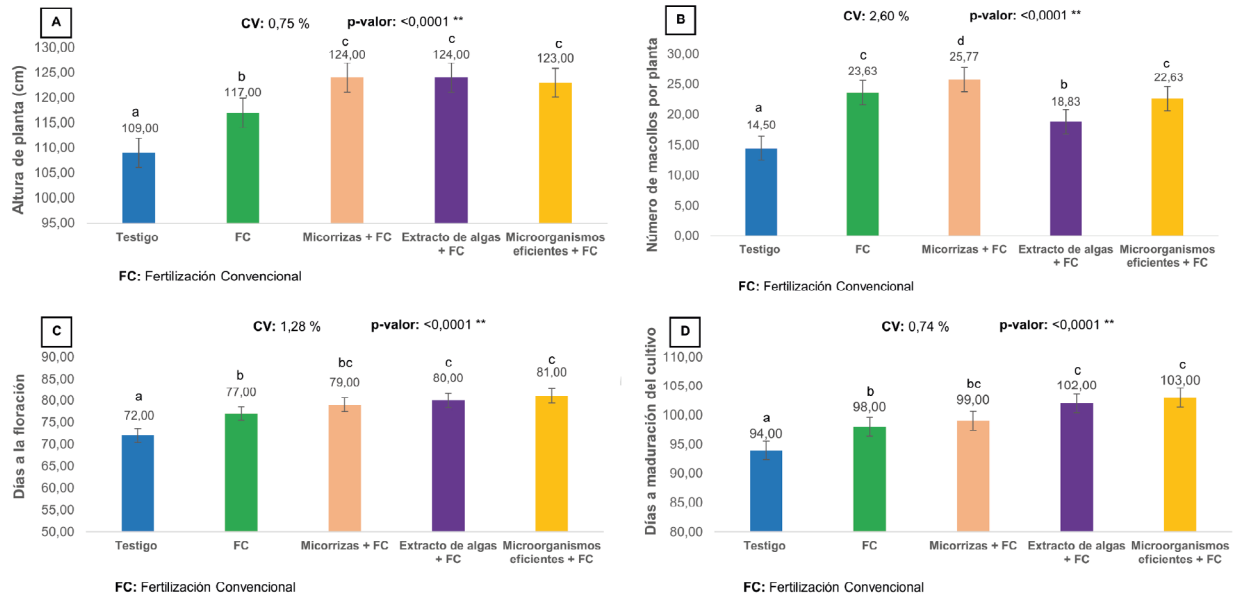 A
CV: 0,75 %
p-valor: <0,0001 **
Altura de planta (cm)
130,00
125,00
120,00
115,00
110,00
105,00
100,00
95,00
a
109,00
b
117,00
c
124,00
c
124,00
c
123,00
Testigo
FC
Micorrizas + FC
Extracto de algas
+ FC
Microorganismos
eficientes + FC
FC: Fertilización Convencional
B
CV: 2,60 %
p-valor: <0,0001 **
Número de macollos por planta
30,00
25,00
20,00
15,00
10,00
5,00
0,00
a
14,50
c
23,63
d
25,77
b
18,83
c
22,63
Testigo
FC
Micorrizas + FC
Extracto de algas
+ FC
Microorganismos
eficientes + FC
FC: Fertilización Convencional
C
CV: 1,28 %
p-valor: <0,0001 **
Días a la floración
90,00
85,00
80,00
75,00
70,00
65,00
60,00
55,00
50,00
a
72,00
b
77,00
bc
79,00
c
80,00
c
81,00
Testigo
FC
Micorrizas + FC
Extracto de algas
+ FC
Microorganismos
eficientes + FC
FC: Fertilización Convencional
D
CV: 0,74 %
p-valor: <0,0001 **
Días a maduración del cultivo
110,00
105,00
100,00
95,00
90,00
85,00
80,00
a
94,00
b
98,00
bc
99,00
c
102,00
c
103,00
Testigo
FC
Micorrizas + FC
Extracto de algas
+ FC
Microorganismos
eficientes + FC
FC: Fertilización Convencional